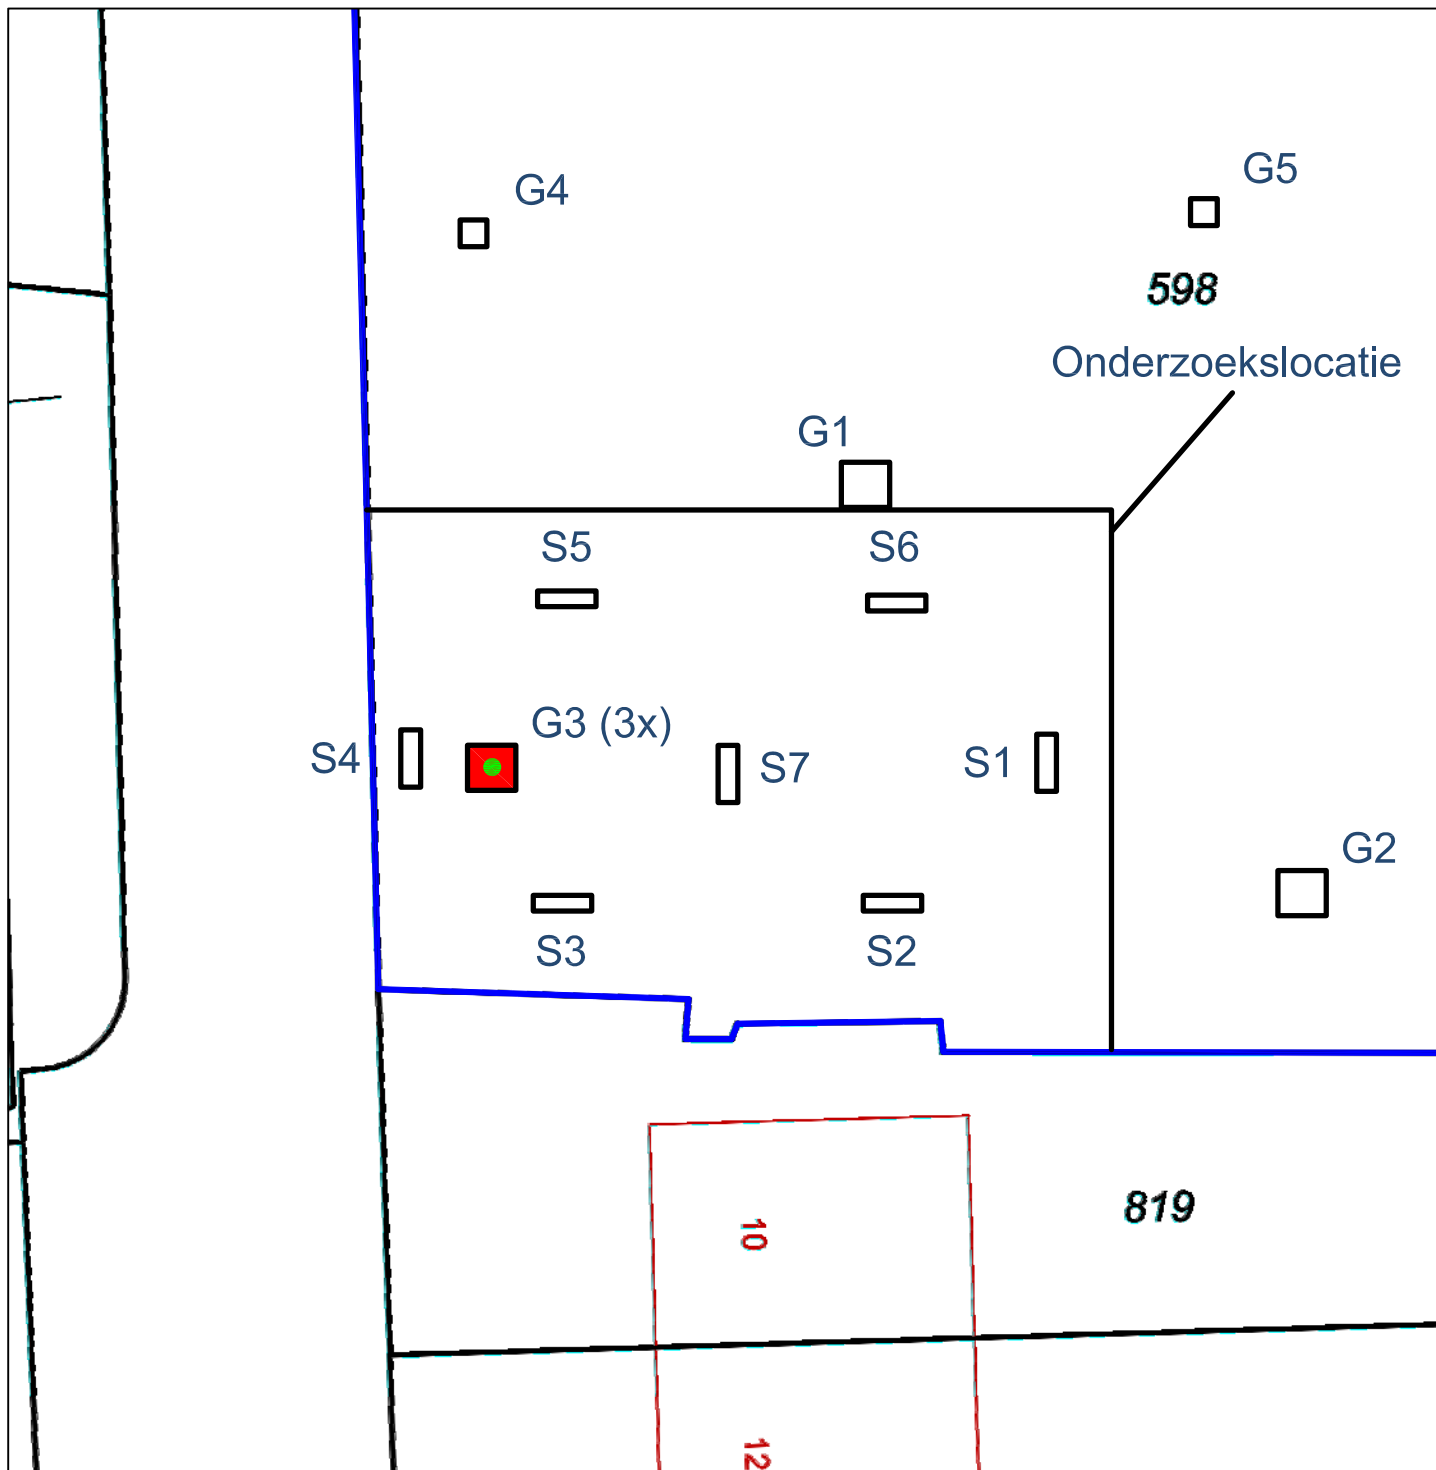 G5
G4
598
Onderzoekslocatie
G1
S5
S6
G3 (3x)
S4
S7
S1
G2
S3
S2
819
10
12